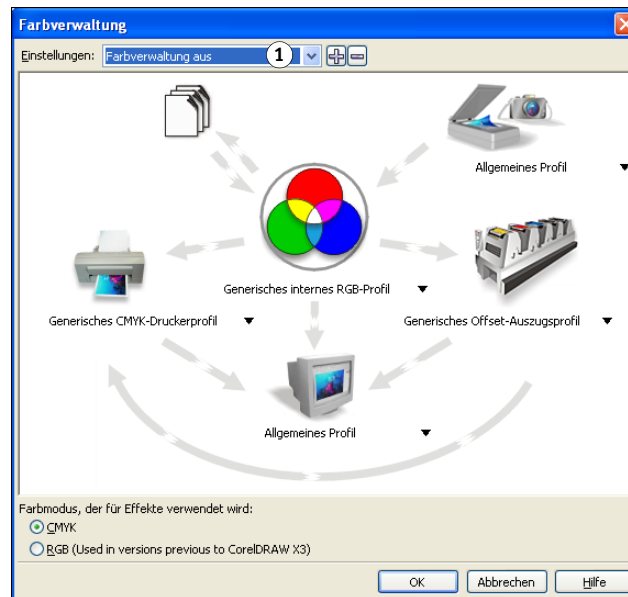 Farbverwaltung
Einstellungen: Farbverwaltung aus 1
Allgemeines Profil
Generisches internes RGB-Profil
Generisches CMYK-Druckerprofil
Generisches Offset-Auszugsprofil
Allgemeines Profil
Farbmodus, der für Effekte verwendet wird:
CMYK
RGB (Used in versions previous to CorelDRAW X3)
OK Abbrechen Hilfe